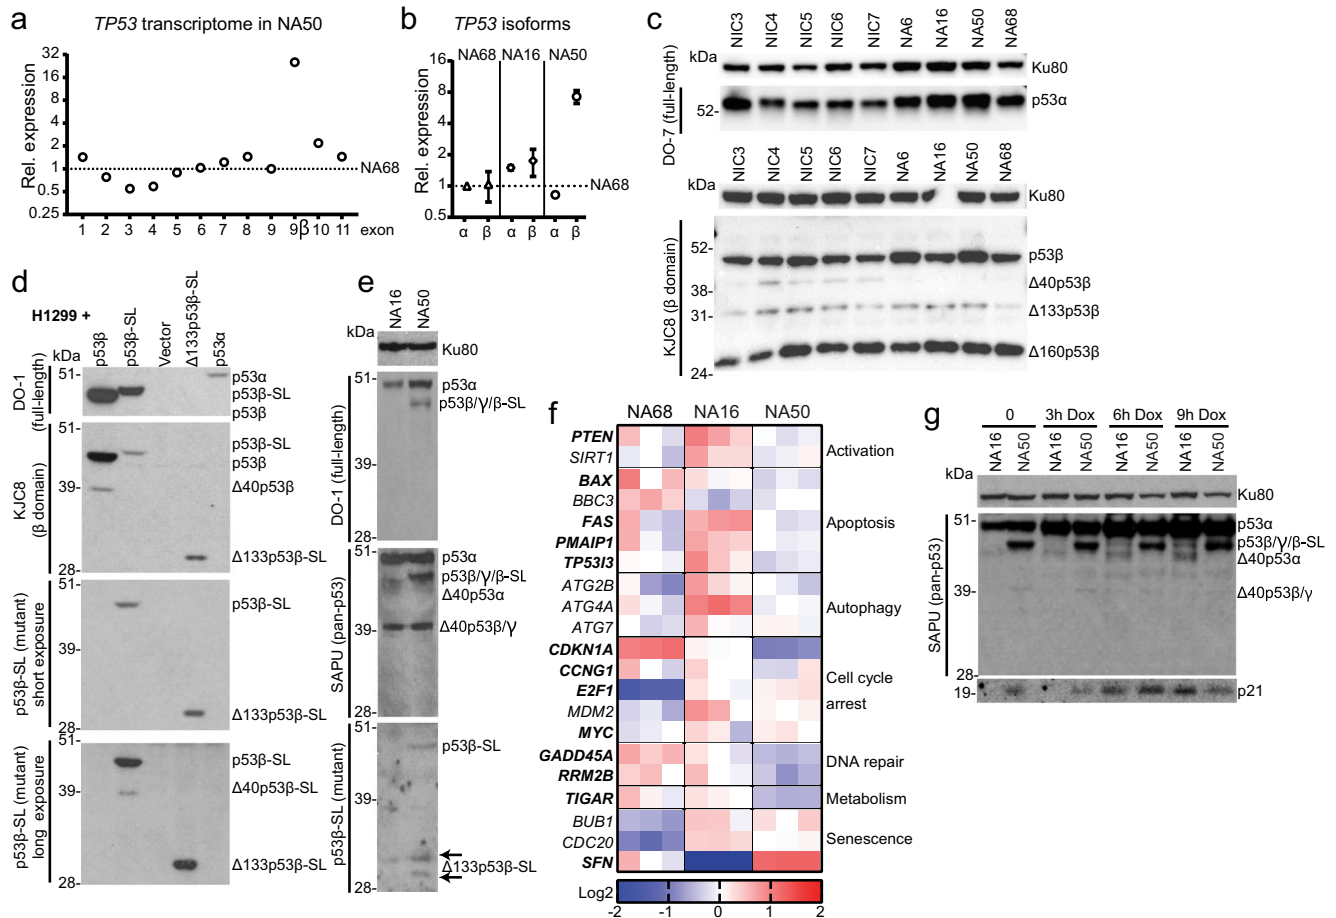 a
TP53 transcriptome in NA50
Rel. expression
32
16
8
4
2
1
0.5
0.25
NA68
1 2 3 4 5 6 7 8 9 9β 10 11 exon
b
TP53 isoforms
NA68 NA16 NA50
Rel. expression
16
8
4
2
1
0.5
NA68
α β α β α β
c
NIC3 NIC4 NIC5 NIC6 NIC7 NA6 NA16 NA50 NA68
kDa
Ku80
DO-7 (full-length)
52-
p53α
NIC3 NIC4 NIC5 NIC6 NIC7 NA6 NA16 NA50 NA68
kDa
Ku80
KJC8 (β domain)
52-
38-
31-
24-
p53β
Δ40p53β
Δ133p53β
Δ160p53β
d
H1299 +
p53β p53β-SL Vector Δ133p53β-SL p53α
kDa
DO-1 (full-length)
51-
p53α
p53β-SL
p53β
KJC8 (β domain)
39-
28-
p53β-SL
p53β
Δ40p53β
Δ133p53β-SL
p53β-SL (mutant) short exposure
51-
39-
28-
p53β-SL
Δ133p53β-SL
p53β-SL (mutant) long exposure
51-
39-
28-
p53β-SL
Δ40p53β-SL
Δ133p53β-SL
e
NA16 NA50
kDa
Ku80
DO-1 (full-length)
51-
39-
28-
p53α
p53β/γ/β-SL
SAPU (pan-p53)
51-
39-
28-
p53α
p53β/γ/β-SL
Δ40p53α
Δ40p53β/γ
p53β-SL (mutant)
51-
39-
28-
p53β-SL
Δ133p53β-SL
f
NA68 NA16 NA50
PTEN
SIRT1
Activation
BAX
BBC3
FAS
PMAIP1
TP53I3
Apoptosis
ATG2B
ATG4A
ATG7
Autophagy
CDKN1A
CCNG1
E2F1
MDM2
MYC
Cell cycle
arrest
GADD45A
RRM2B
DNA repair
TIGAR
Metabolism
BUB1
CDC20
SFN
Senescence
Log2
-2 -1 0 1 2
g
0 3h Dox 6h Dox 9h Dox
NA16 NA50 NA16 NA50 NA16 NA50 NA16 NA50
kDa
Ku80
SAPU (pan-p53)
51-
39-
28-
19-
p53α
p53β/γ/β-SL
Δ40p53α
Δ40p53β/γ
p21